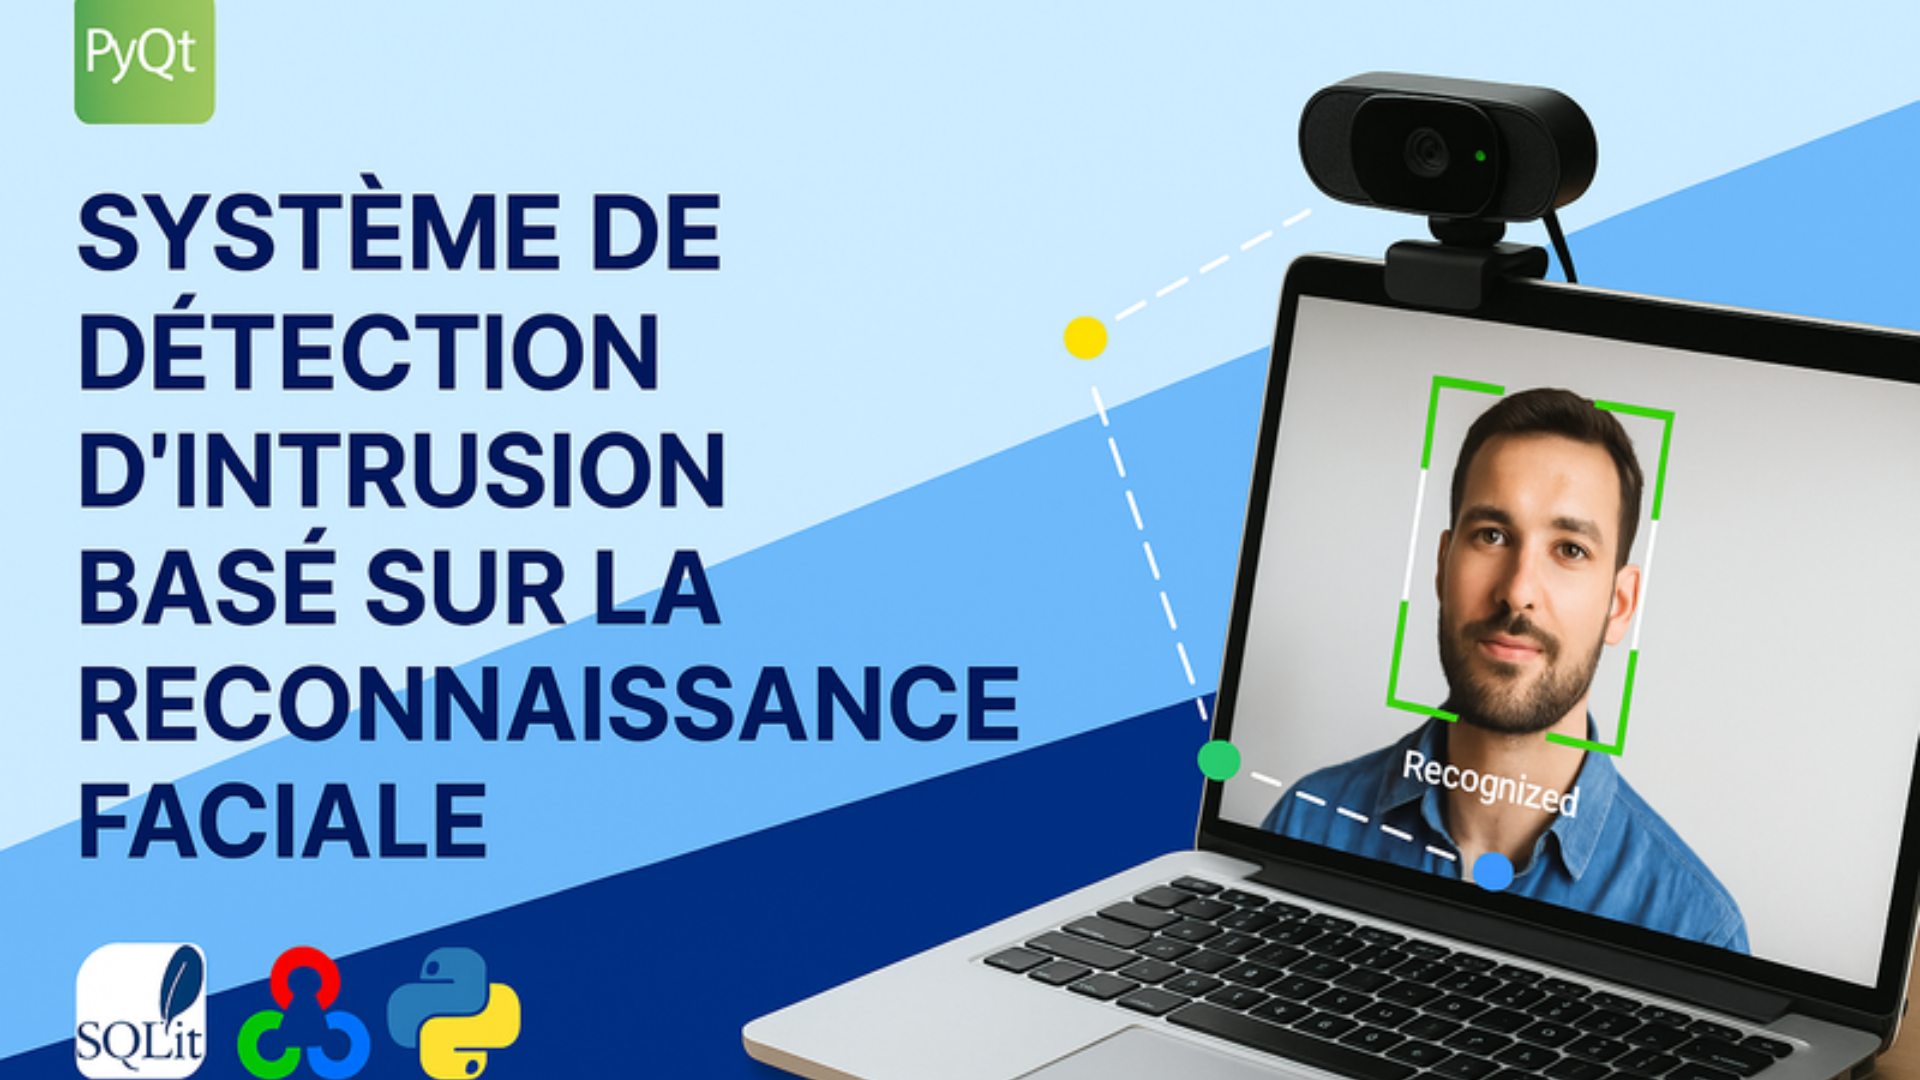 PyQt
SYSTÈME DE
DÉTECTION
D'INTRUSION
BASÉ SUR LA
RECONNAISSANCE
FACIALE
Recognized
SQLit